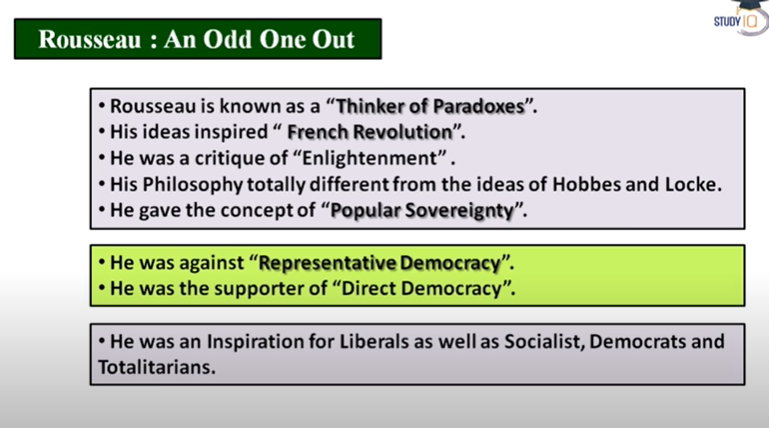 STUDY IQ
Rousseau : An Odd One Out
• Rousseau is known as a “Thinker of Paradoxes”.
• His ideas inspired “ French Revolution”.
• He was a critique of “Enlightenment” .
• His Philosophy totally different from the ideas of Hobbes and Locke.
• He gave the concept of “Popular Sovereignty”.
• He was against “Representative Democracy”.
• He was the supporter of “Direct Democracy”.
• He was an Inspiration for Liberals as well as Socialist, Democrats and
Totalitarians.